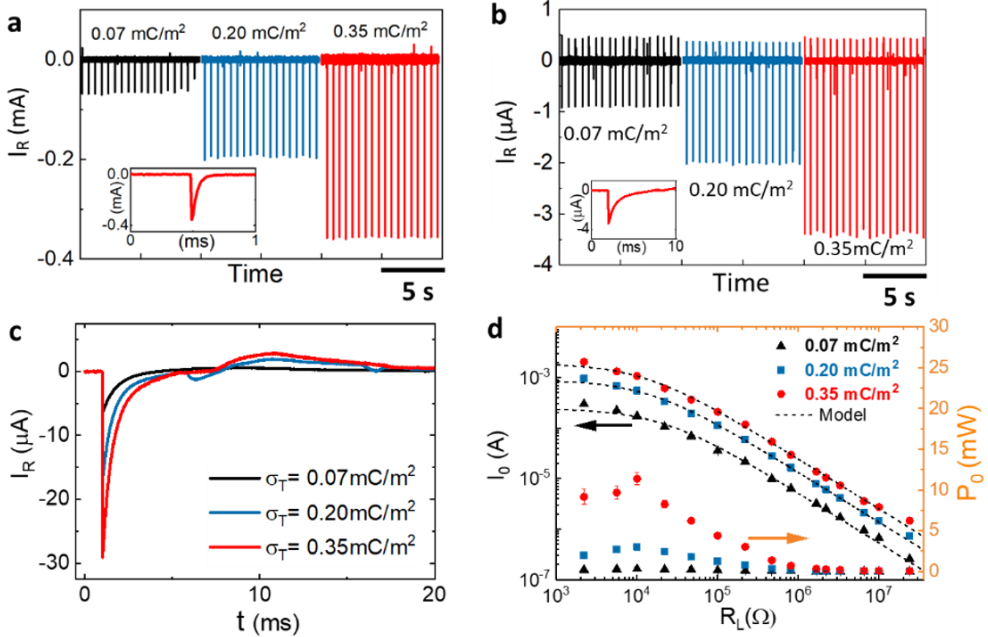 a
0.07 mC/m²
0.20 mC/m²
0.35 mC/m²
0.0
-0.2
-0.4
I_R (mA)
0.0
-0.4
(mA)
0
1
(ms)
Time
5 s
b
1
0
-1
-2
-3
-4
I_R (µA)
0.07 mC/m²
0.20 mC/m²
0.35mC/m²
0
-4
(µA)
0
10
(ms)
Time
5 s
c
5
0
-5
-10
-15
-20
-25
-30
I_R (µA)
σ_T= 0.07mC/m²
σ_T= 0.20mC/m²
σ_T= 0.35mC/m²
0
5
10
15
20
t (ms)
d
10⁻³
10⁻⁵
10⁻⁷
I₀ (A)
0.07 mC/m²
0.20 mC/m²
0.35 mC/m²
Model
30
25
20
15
10
5
0
P₀ (mW)
10³
10⁴
10⁵
10⁶
10⁷
R_L(Ω)